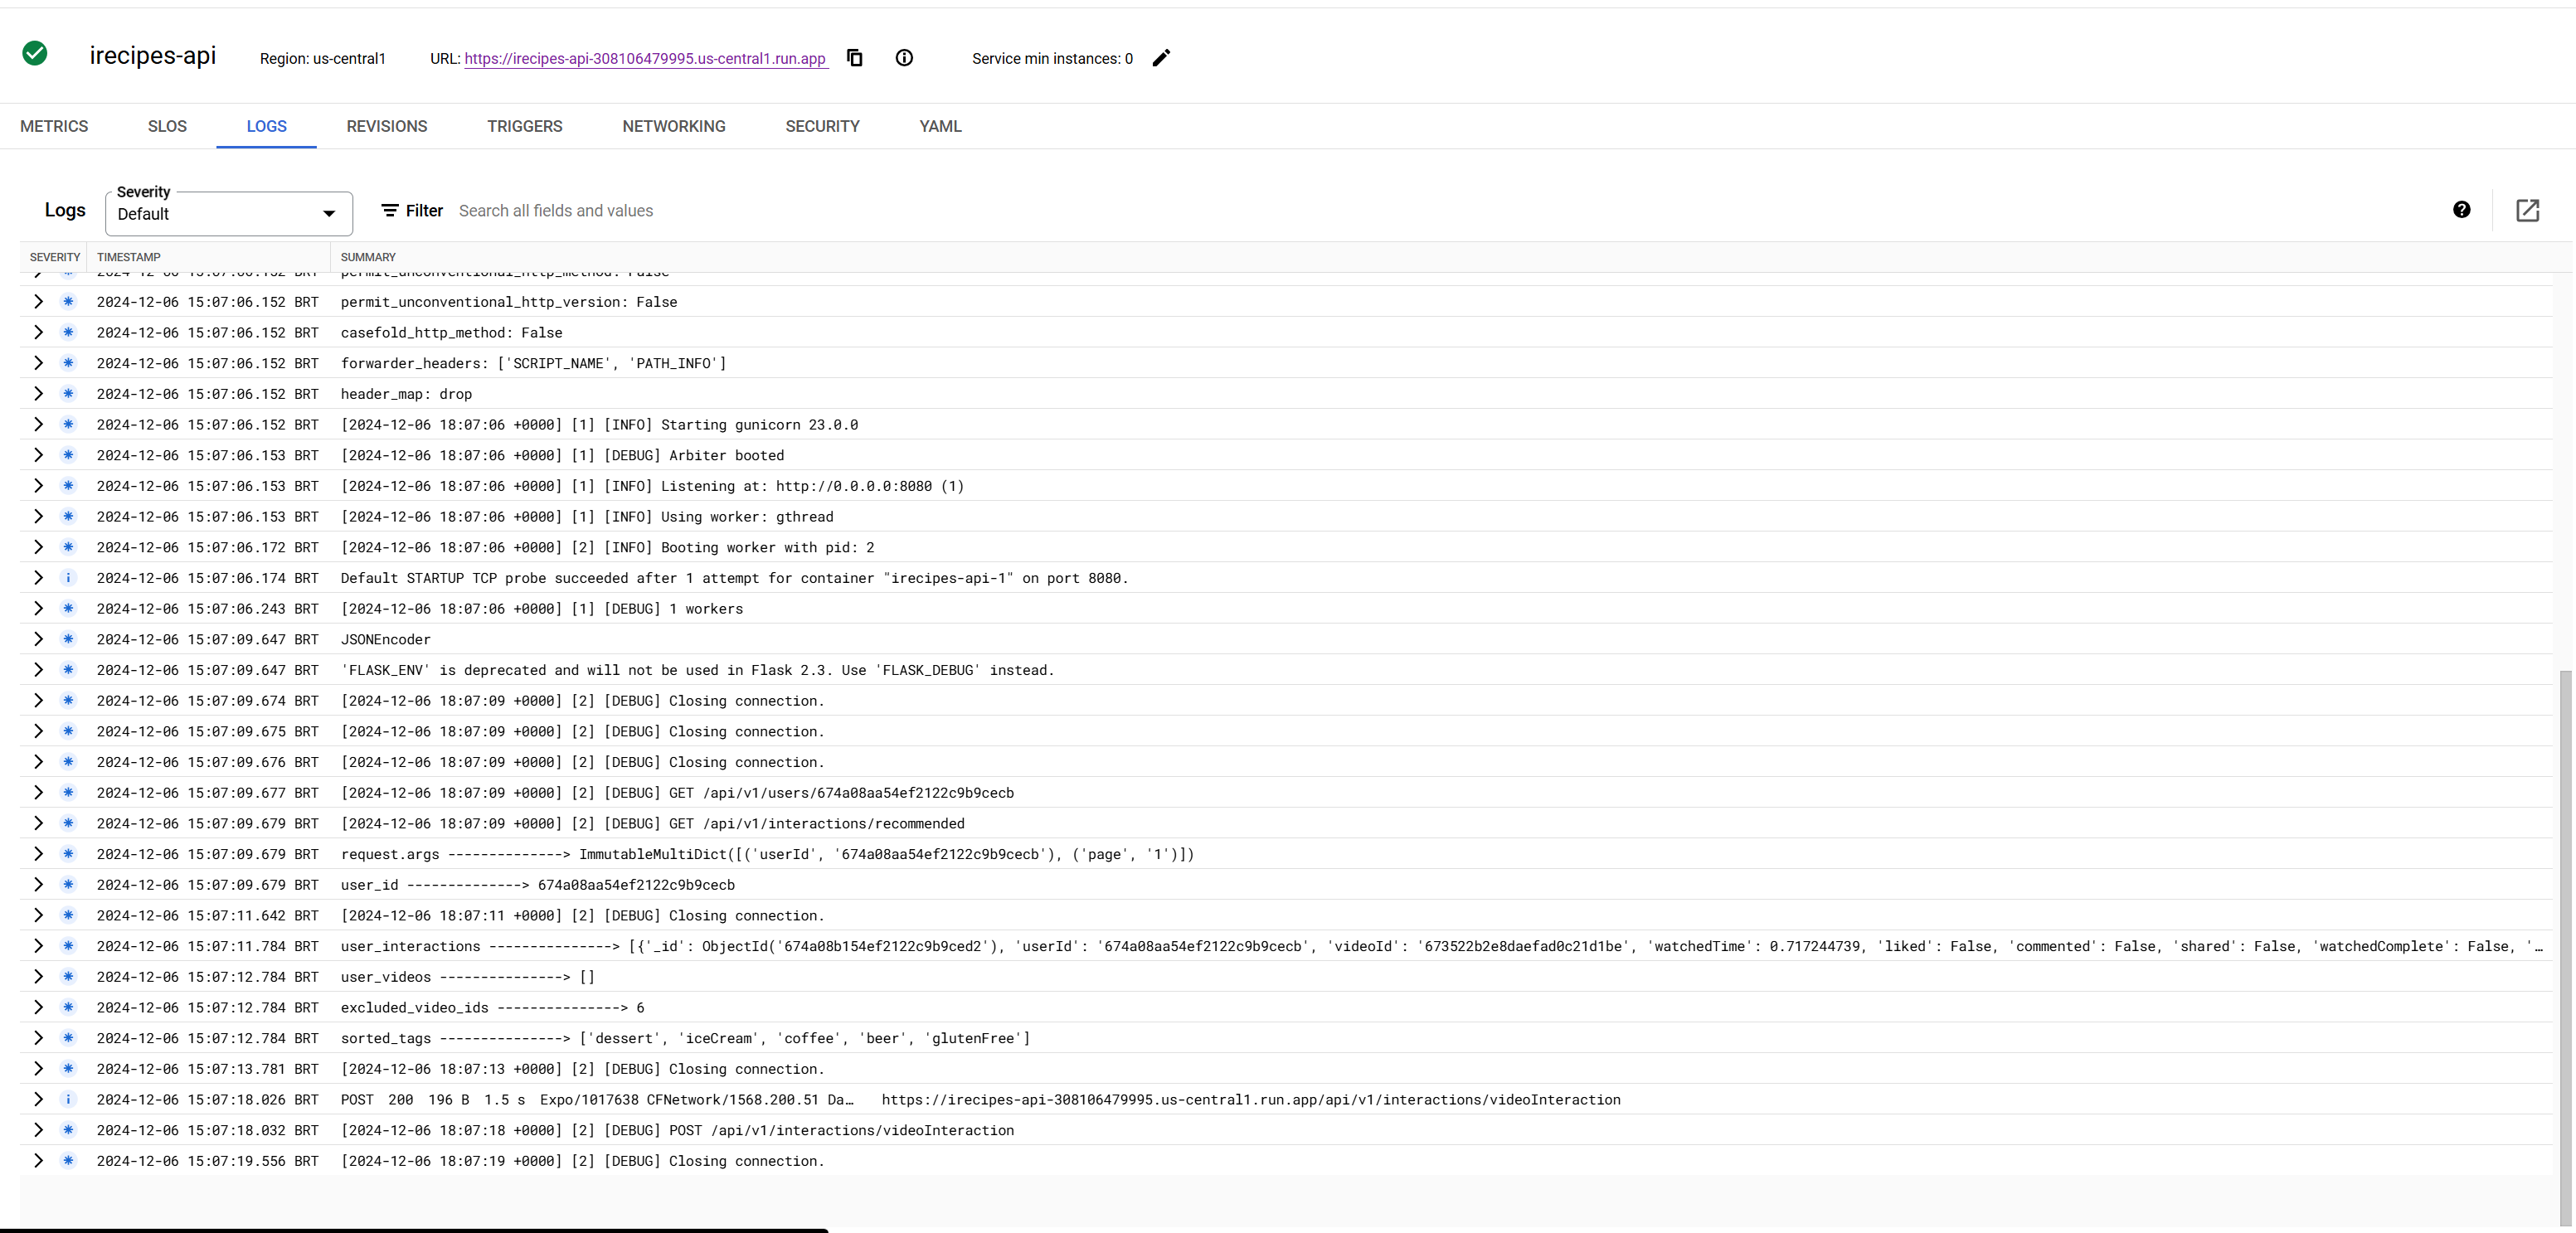 irecipes-api Region: us-central1 URL: https://irecipes-api-308106479995.us-central1.run.app Service min instances: 0
METRICS SLOS LOGS REVISIONS TRIGGERS NETWORKING SECURITY YAML
Logs Severity Default Filter Search all fields and values
SEVERITY TIMESTAMP SUMMARY
2024-12-06 15:07:06.152 BRT permit_unconventional_http_method: False
2024-12-06 15:07:06.152 BRT permit_unconventional_http_version: False
2024-12-06 15:07:06.152 BRT casefold_http_method: False
2024-12-06 15:07:06.152 BRT forwarder_headers: ['SCRIPT_NAME', 'PATH_INFO']
2024-12-06 15:07:06.152 BRT header_map: drop
2024-12-06 15:07:06.152 BRT [2024-12-06 18:07:06 +0000] [1] [INFO] Starting gunicorn 23.0.0
2024-12-06 15:07:06.153 BRT [2024-12-06 18:07:06 +0000] [1] [DEBUG] Arbiter booted
2024-12-06 15:07:06.153 BRT [2024-12-06 18:07:06 +0000] [1] [INFO] Listening at: http://0.0.0.0:8080 (1)
2024-12-06 15:07:06.153 BRT [2024-12-06 18:07:06 +0000] [1] [INFO] Using worker: gthread
2024-12-06 15:07:06.172 BRT [2024-12-06 18:07:06 +0000] [2] [INFO] Booting worker with pid: 2
2024-12-06 15:07:06.174 BRT Default STARTUP TCP probe succeeded after 1 attempt for container "irecipes-api-1" on port 8080.
2024-12-06 15:07:06.243 BRT [2024-12-06 18:07:06 +0000] [1] [DEBUG] 1 workers
2024-12-06 15:07:09.647 BRT JSONEncoder
2024-12-06 15:07:09.647 BRT 'FLASK_ENV' is deprecated and will not be used in Flask 2.3. Use 'FLASK_DEBUG' instead.
2024-12-06 15:07:09.674 BRT [2024-12-06 18:07:09 +0000] [2] [DEBUG] Closing connection.
2024-12-06 15:07:09.675 BRT [2024-12-06 18:07:09 +0000] [2] [DEBUG] Closing connection.
2024-12-06 15:07:09.676 BRT [2024-12-06 18:07:09 +0000] [2] [DEBUG] Closing connection.
2024-12-06 15:07:09.677 BRT [2024-12-06 18:07:09 +0000] [2] [DEBUG] GET /api/v1/users/674a08aa54ef2122c9b9cecb
2024-12-06 15:07:09.679 BRT [2024-12-06 18:07:09 +0000] [2] [DEBUG] GET /api/v1/interactions/recommended
2024-12-06 15:07:09.679 BRT request.args --------------> ImmutableMultiDict([('userId', '674a08aa54ef2122c9b9cecb'), ('page', '1')])
2024-12-06 15:07:09.679 BRT user_id --------------> 674a08aa54ef2122c9b9cecb
2024-12-06 15:07:11.642 BRT [2024-12-06 18:07:11 +0000] [2] [DEBUG] Closing connection.
2024-12-06 15:07:11.784 BRT user_interactions ---------------> [{'_id': ObjectId('674a08b154ef2122c9b9ced2'), 'userId': '674a08aa54ef2122c9b9cecb', 'videoId': '673522b2e8daefad0c21d1be', 'watchedTime': 0.717244739, 'liked': False, 'commented': False, 'shared': False, 'watchedComplete': False, '…
2024-12-06 15:07:12.784 BRT user_videos ---------------> []
2024-12-06 15:07:12.784 BRT excluded_video_ids ---------------> 6
2024-12-06 15:07:12.784 BRT sorted_tags ---------------> ['dessert', 'iceCream', 'coffee', 'beer', 'glutenFree']
2024-12-06 15:07:13.781 BRT [2024-12-06 18:07:13 +0000] [2] [DEBUG] Closing connection.
2024-12-06 15:07:18.026 BRT POST 200 196 B 1.5 s Expo/1017638 CFNetwork/1568.200.51 Da… https://irecipes-api-308106479995.us-central1.run.app/api/v1/interactions/videoInteraction
2024-12-06 15:07:18.032 BRT [2024-12-06 18:07:18 +0000] [2] [DEBUG] POST /api/v1/interactions/videoInteraction
2024-12-06 15:07:19.556 BRT [2024-12-06 18:07:19 +0000] [2] [DEBUG] Closing connection.